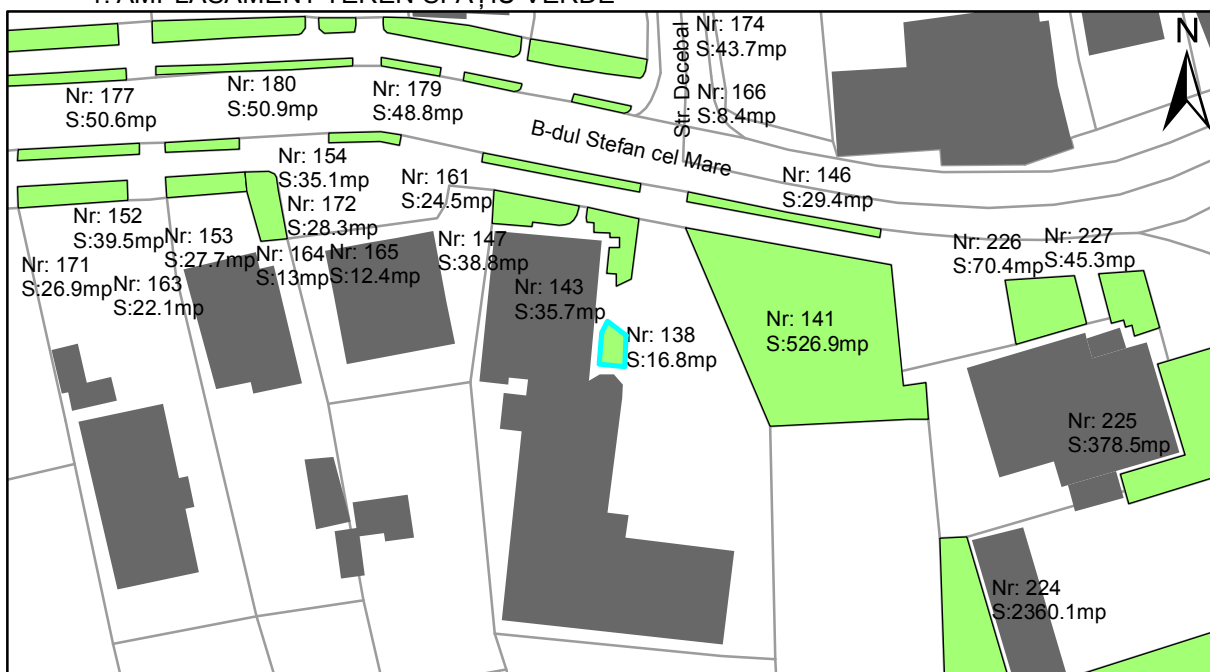 1. AMPLASAMENT TEREN SPAȚIU VERDE
Nr: 174
S:43.7mp
N
Nr: 177
S:50.6mp
Nr: 180
S:50.9mp
Nr: 179
S:48.8mp
Str. Decebal
Nr: 166
S:8.4mp
B-dul Stefan cel Mare
Nr: 154
S:35.1mp
Nr: 161
S:24.5mp
Nr: 146
S:29.4mp
Nr: 152
S:39.5mp
Nr: 153
S:27.7mp
Nr: 172
S:28.3mp
Nr: 164
S:13mp
Nr: 165
S:12.4mp
Nr: 147
S:38.8mp
Nr: 226
S:70.4mp
Nr: 227
S:45.3mp
Nr: 171
S:26.9mp
Nr: 163
S:22.1mp
Nr: 143
S:35.7mp
Nr: 138
S:16.8mp
Nr: 141
S:526.9mp
Nr: 225
S:378.5mp
Nr: 224
S:2360.1mp